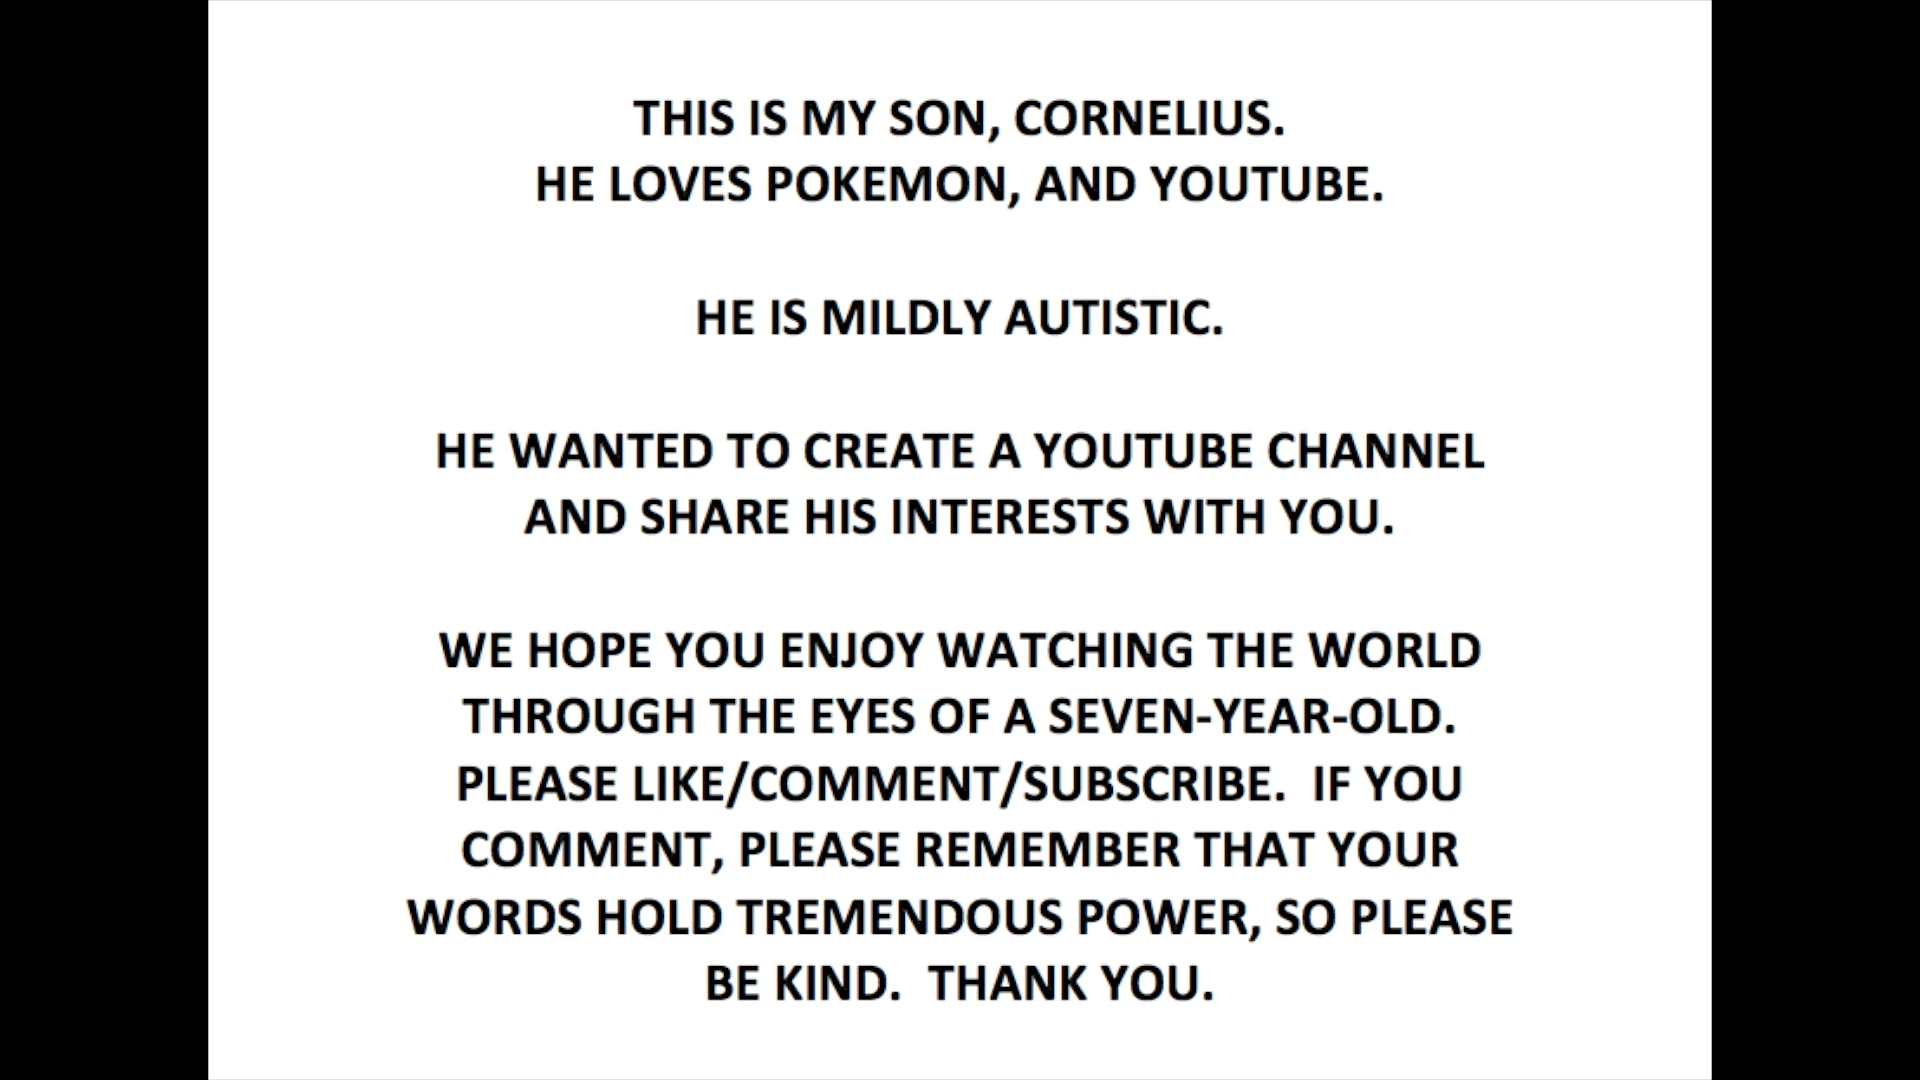 THIS IS MY SON, CORNELIUS.
HE LOVES POKEMON, AND YOUTUBE.
HE IS MILDLY AUTISTIC.
HE WANTED TO CREATE A YOUTUBE CHANNEL
AND SHARE HIS INTERESTS WITH YOU.
WE HOPE YOU ENJOY WATCHING THE WORLD
THROUGH THE EYES OF A SEVEN-YEAR-OLD.
PLEASE LIKE/COMMENT/SUBSCRIBE.  IF YOU
COMMENT, PLEASE REMEMBER THAT YOUR
WORDS HOLD TREMENDOUS POWER, SO PLEASE
BE KIND.  THANK YOU.